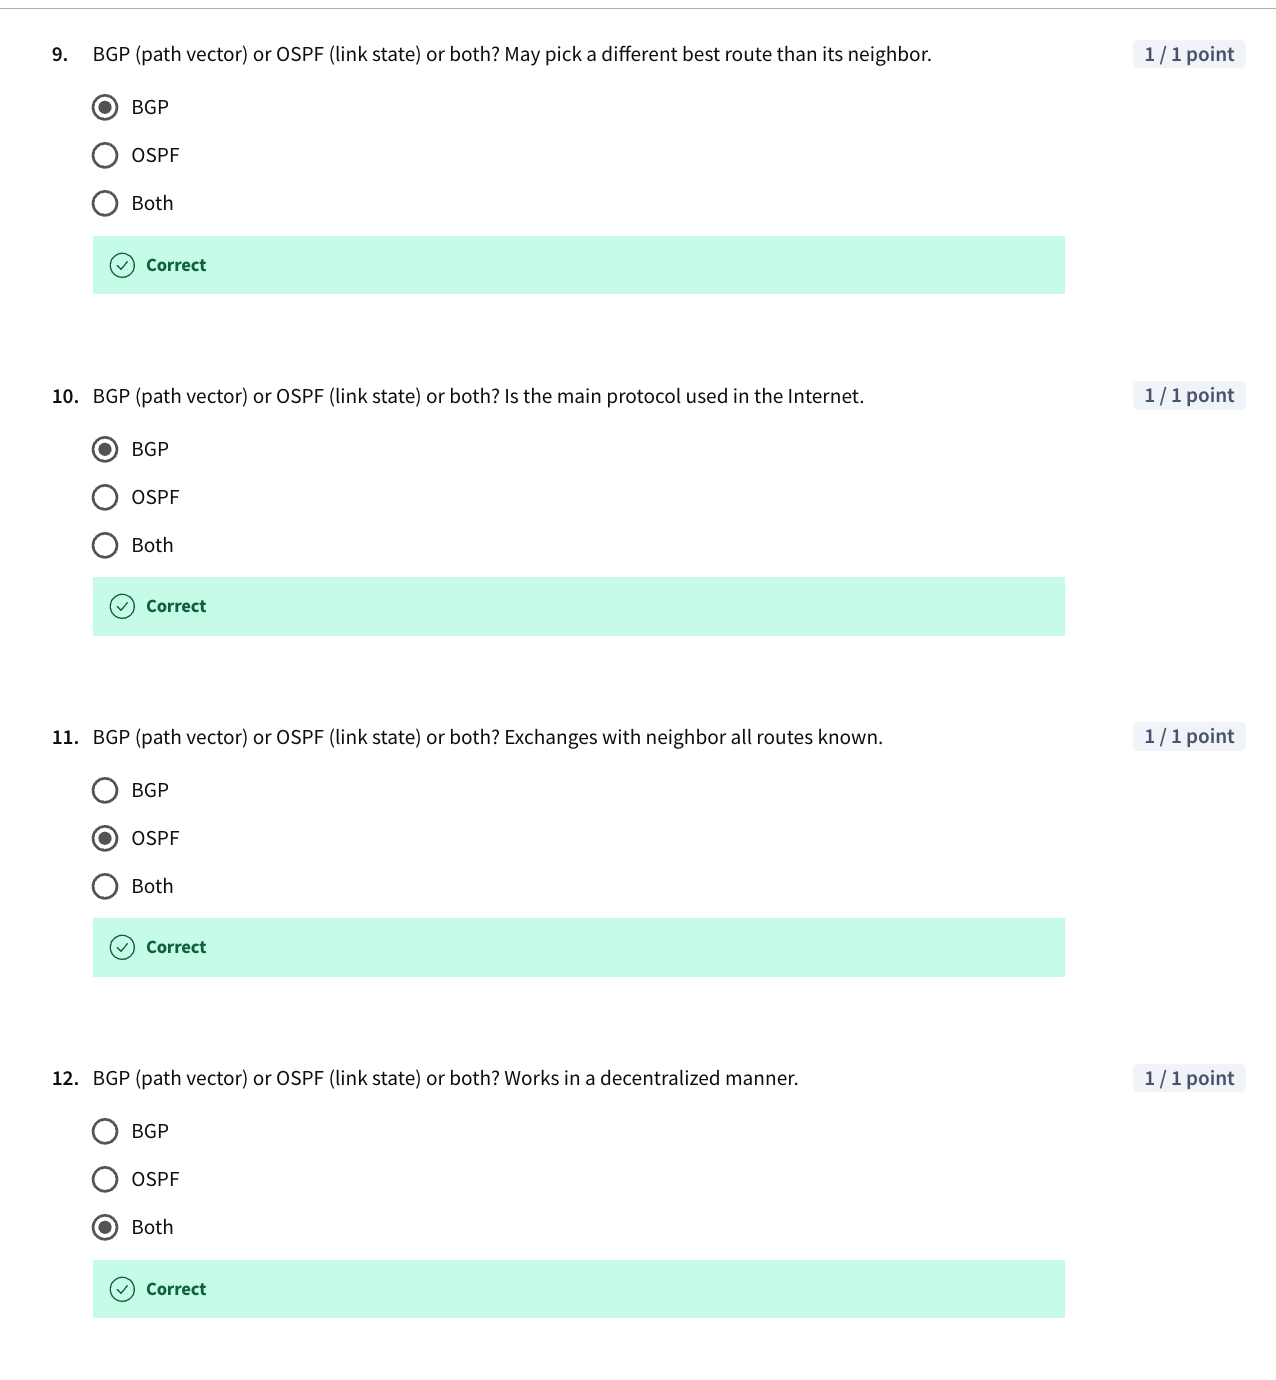 9. BGP (path vector) or OSPF (link state) or both? May pick a different best route than its neighbor. 1 / 1 point
BGP
OSPF
Both
Correct
10. BGP (path vector) or OSPF (link state) or both? Is the main protocol used in the Internet. 1 / 1 point
BGP
OSPF
Both
Correct
11. BGP (path vector) or OSPF (link state) or both? Exchanges with neighbor all routes known. 1 / 1 point
BGP
OSPF
Both
Correct
12. BGP (path vector) or OSPF (link state) or both? Works in a decentralized manner. 1 / 1 point
BGP
OSPF
Both
Correct